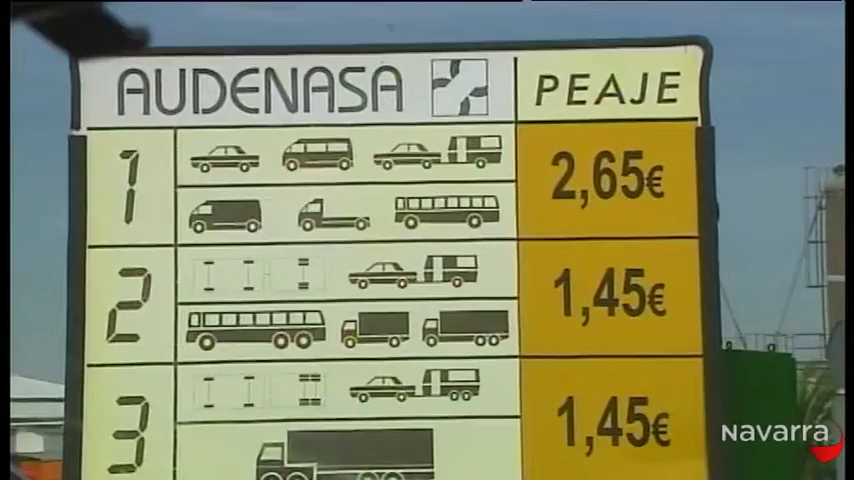 AUDENASA PEAJE
1 2,65€
2 1,45€
3 1,45€
NAVARRA